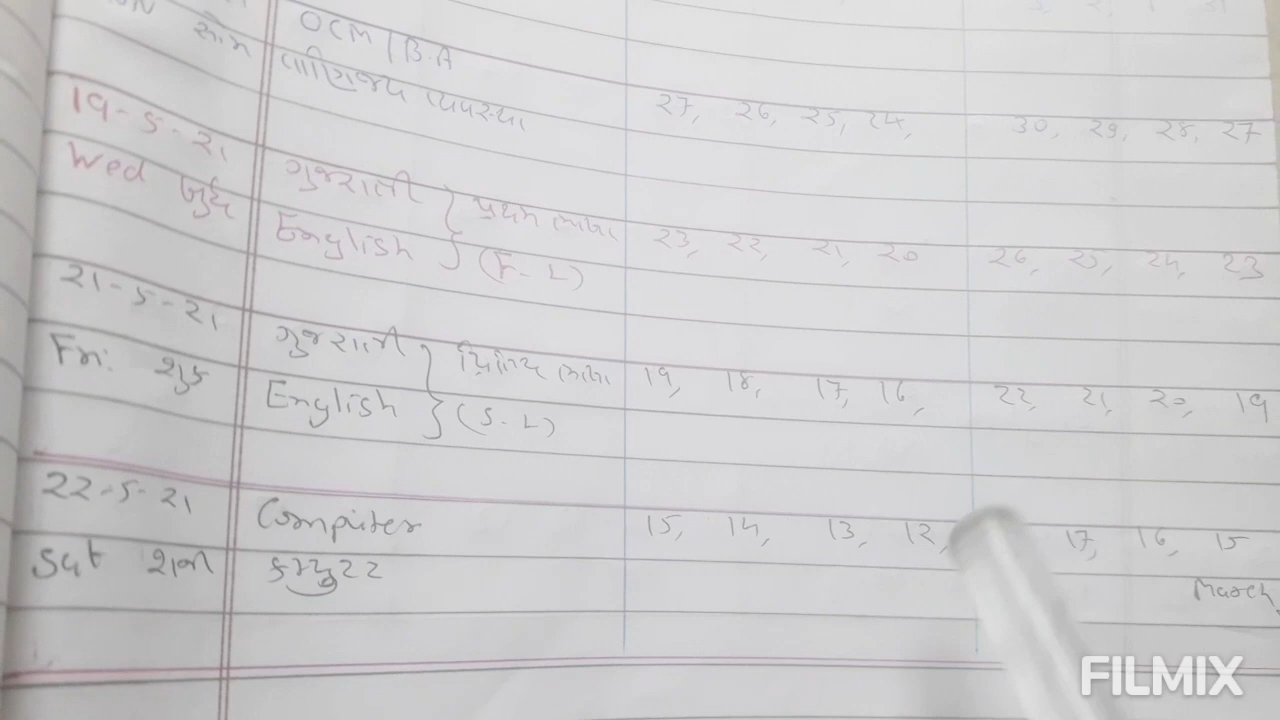 સોમ OCM / B.A
વાણિજ્ય વ્યવસ્થા 27, 26, 25, 24, 30, 29, 28, 27
19-5-21 ગુજરાતી પ્રથમ ભાષા
Wed બુધ English (F-L) 23, 22, 21, 20 26, 25, 24, 23
21-5-21 ગુજરાતી દ્વિતિય ભાષા
Fri: શુક્ર English (S-L) 19, 18, 17, 16, 22, 21, 20, 19
22-5-21 Computer 15, 14, 13, 12, 17, 16, 15
Sat શનિ કમ્પ્યુટર March
FILMIX